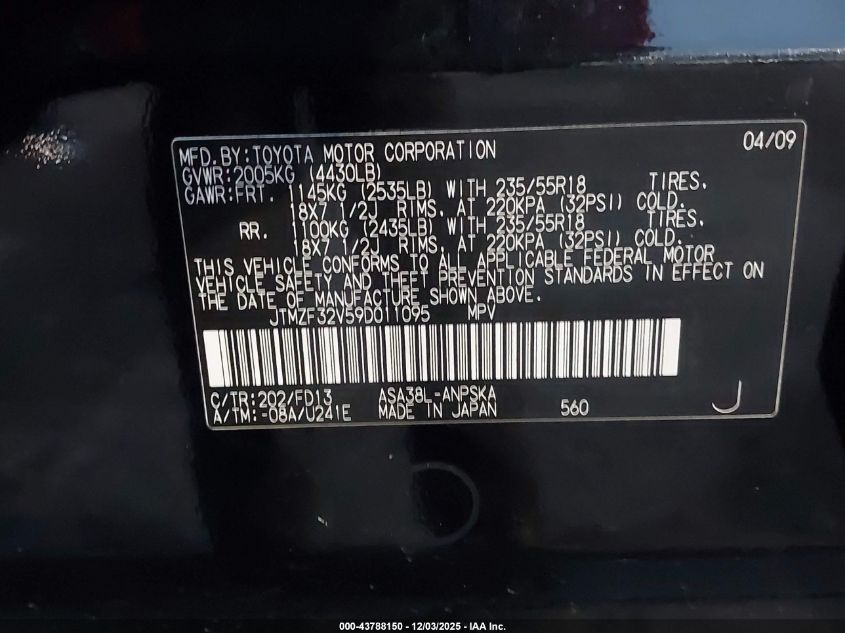 04/09
MFD. BY: TOYOTA MOTOR CORPORATION
GVWR: 2005KG (4430LB)
GAWR: FRT. 1145KG (2535LB) WITH 235/55R18 TIRES.
18X7 1/2J RIMS. AT 220KPA (32PSI) COLD.
RR. 1100KG (2435LB) WITH 235/55R18 TIRES.
18X7 1/2J RIMS. AT 220KPA (32PSI) COLD.
THIS VEHICLE CONFORMS TO ALL APPLICABLE FEDERAL MOTOR
VEHICLE SAFETY AND THEFT PREVENTION STANDARDS IN EFFECT ON
THE DATE OF MANUFACTURE SHOWN ABOVE.
JTMZF32V59D011095 MPV
C/TR: 202/FD13 ASA38L-ANPSKA
A/TM: -08A/U241E MADE IN JAPAN 560 J
000-43788150 - 12/03/2025 - IAA Inc.